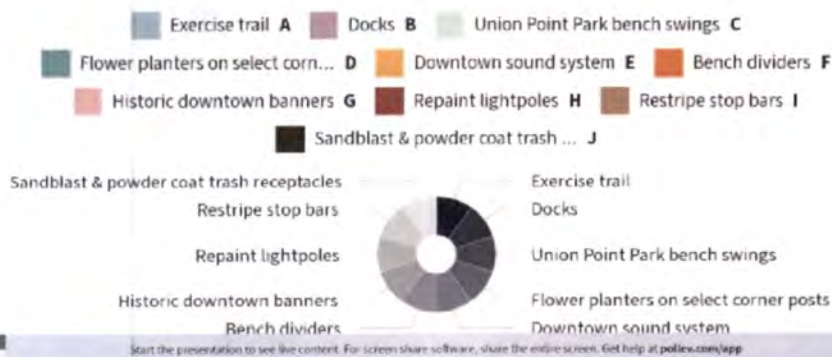 Exercise trail A Docks B Union Point Park bench swings C
Flower planters on select corn... D Downtown sound system E Bench dividers F
Historic downtown banners G Repaint lightpoles H Restripe stop bars I
Sandblast & powder coat trash ... J
Sandblast & powder coat trash receptacles Exercise trail
Restripe stop bars Docks
Repaint lightpoles Union Point Park bench swings
Historic downtown banners Flower planters on select corner posts
Bench dividers Downtown sound system
Start the presentation to see live content. For screen share software, share the entire screen. Get help at pollev.com/app